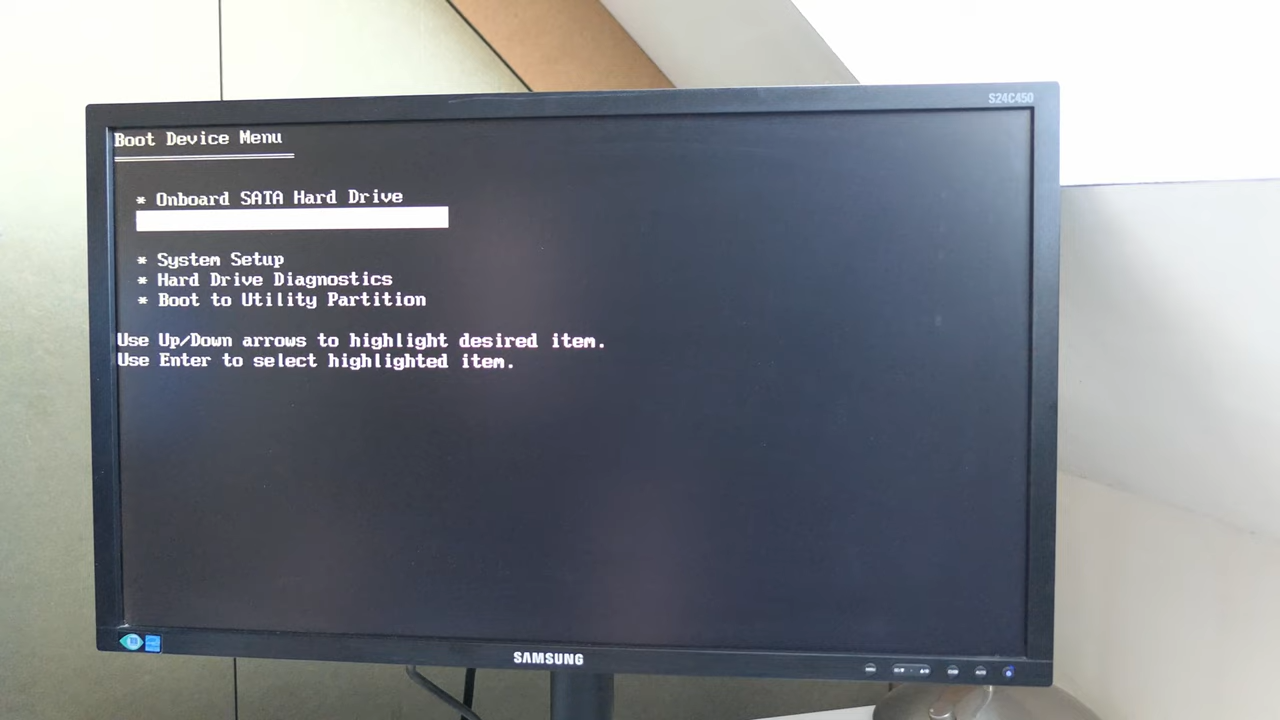 S24C450
Boot Device Menu
* Onboard SATA Hard Drive
* System Setup
* Hard Drive Diagnostics
* Boot to Utility Partition
Use Up/Down arrows to highlight desired item.
Use Enter to select highlighted item.
SAMSUNG